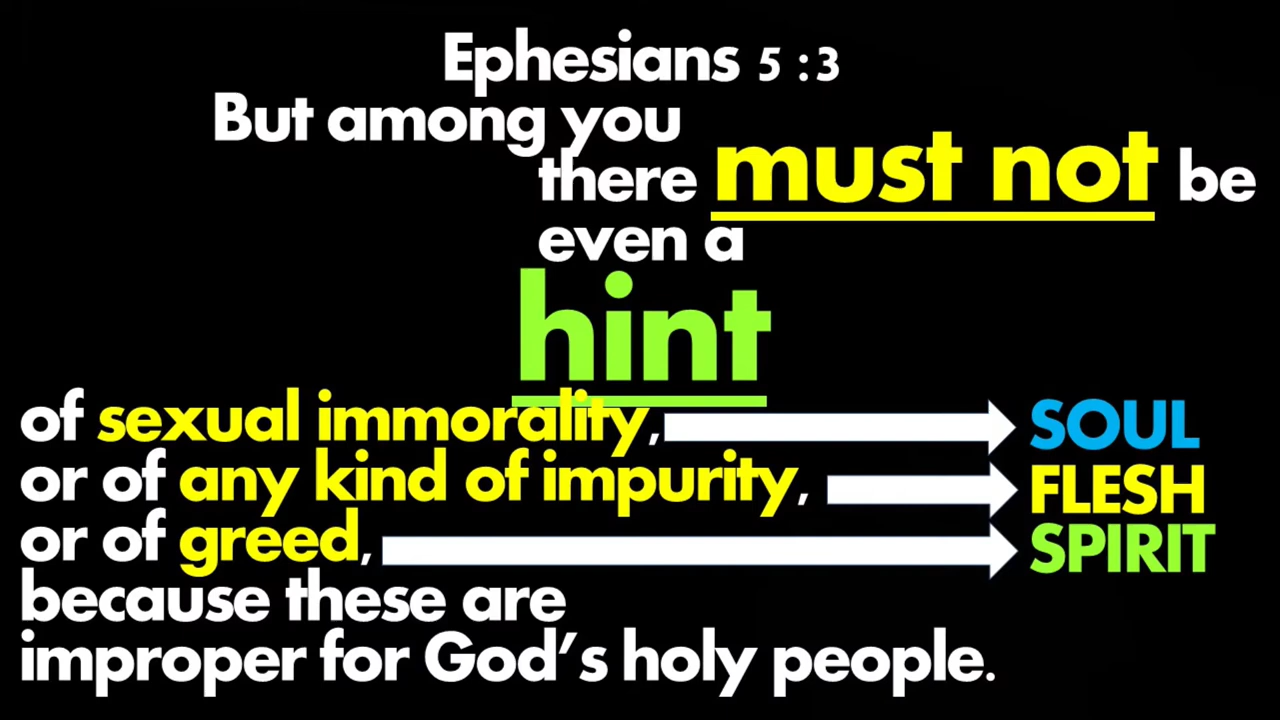 Ephesians 5 :3
But among you
there must not be
even a
hint
of sexual immorality, SOUL
or of any kind of impurity, FLESH
or of greed, SPIRIT
because these are
improper for God’s holy people.